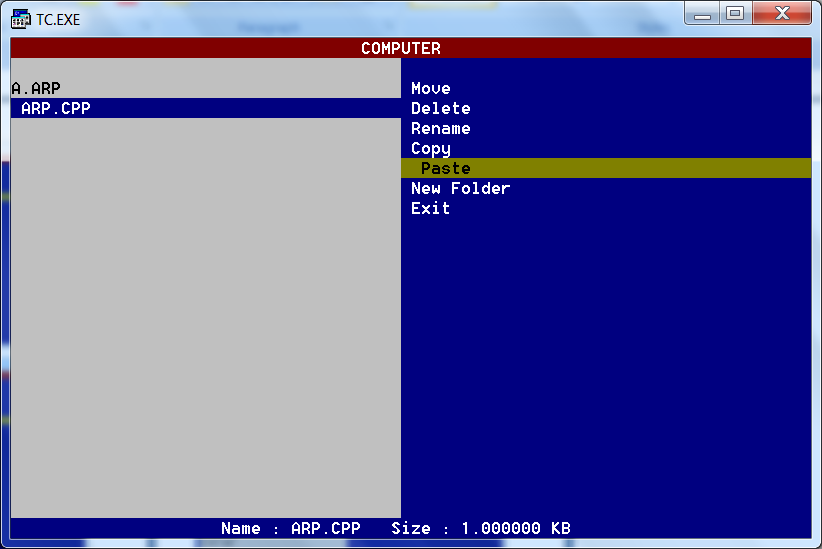 TC.EXE
COMPUTER
A.ARP
ARP.CPP
Move
Delete
Rename
Copy
Paste
New Folder
Exit
Name : ARP.CPP   Size : 1.000000 KB